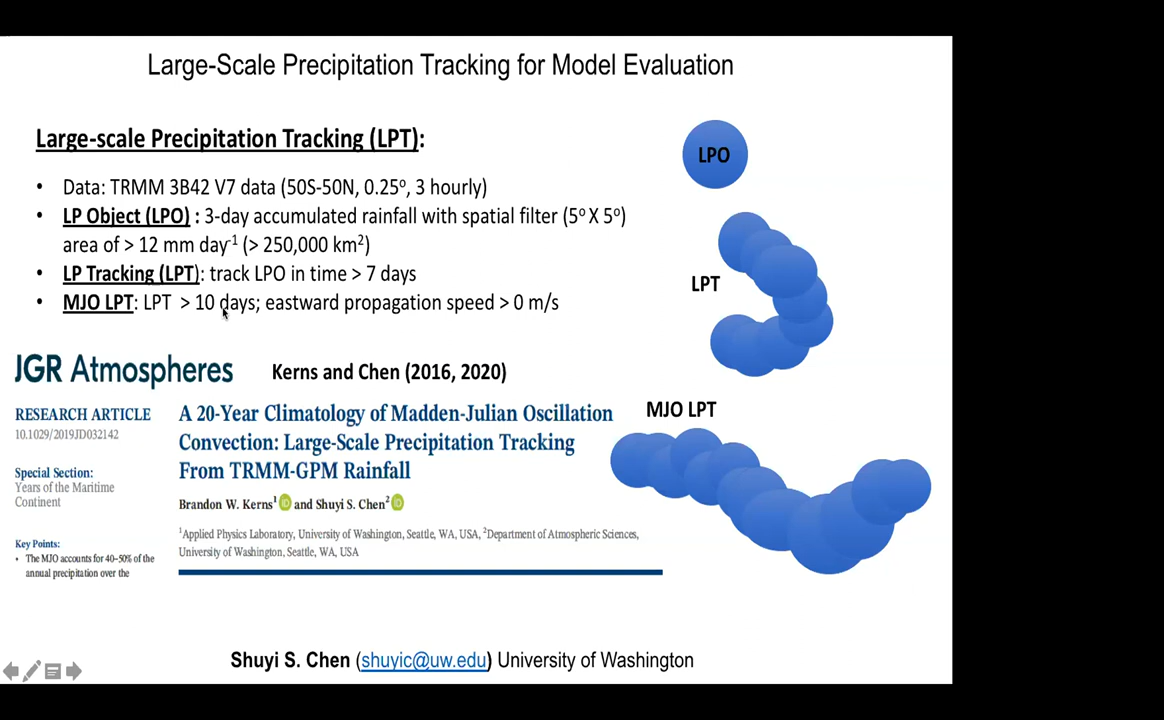 Large-Scale Precipitation Tracking for Model Evaluation
Large-scale Precipitation Tracking (LPT):
• Data: TRMM 3B42 V7 data (50S-50N, 0.25º, 3 hourly)
• LP Object (LPO) : 3-day accumulated rainfall with spatial filter (5º X 5º)
area of > 12 mm day-1 (> 250,000 km2)
• LP Tracking (LPT): track LPO in time > 7 days
• MJO LPT: LPT > 10 days; eastward propagation speed > 0 m/s
LPO
LPT
MJO LPT
JGR Atmospheres
Kerns and Chen (2016, 2020)
RESEARCH ARTICLE
10.1029/2019JD032142
Special Section:
Years of the Maritime
Continent
Key Points:
• The MJO accounts for 40–50% of the
annual precipitation over the
A 20-Year Climatology of Madden-Julian Oscillation
Convection: Large-Scale Precipitation Tracking
From TRMM-GPM Rainfall
Brandon W. Kerns1 iD and Shuyi S. Chen2 iD
1Applied Physics Laboratory, University of Washington, Seattle, WA, USA, 2Department of Atmospheric Sciences,
University of Washington, Seattle, WA, USA
Shuyi S. Chen (shuyic@uw.edu) University of Washington